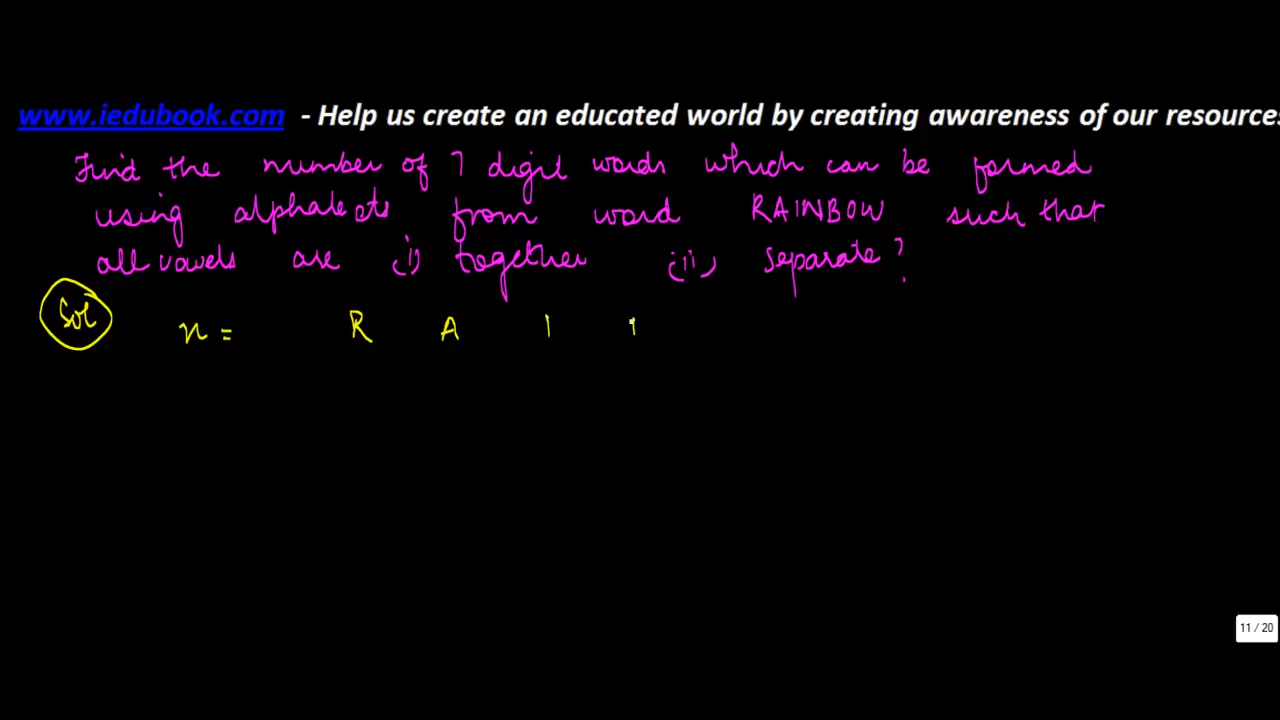 www.iedubook.com - Help us create an educated world by creating awareness of our resources
Find the number of 7 digit words which can be formed
using alphabets from word RAINBOW such that
all vowels are (i) together (ii) separate?
Sol n = R A I
11 / 20